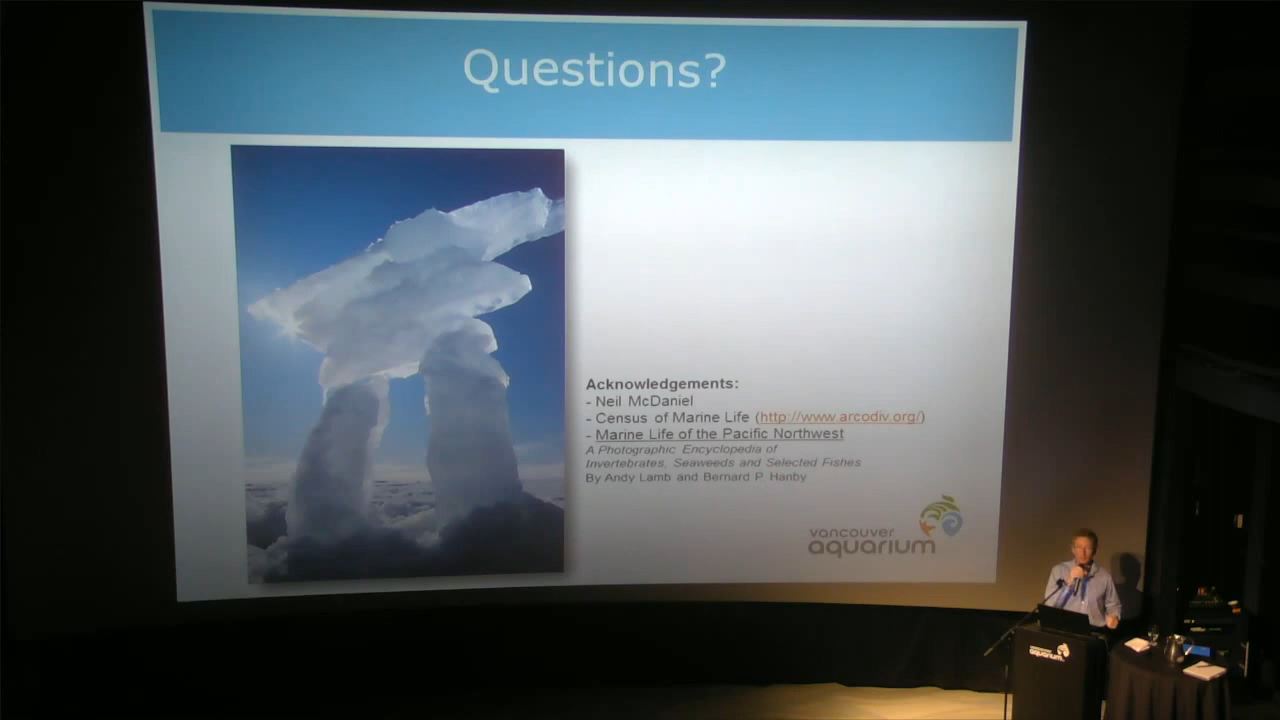 Questions?
Acknowledgements:
- Neil McDaniel
- Census of Marine Life (http://www.arcodiv.org/)
- Marine Life of the Pacific Northwest
A Photographic Encyclopedia of
Invertebrates, Seaweeds and Selected Fishes
By Andy Lamb and Bernard P. Hanby
vancouver
aquarium
aquarium